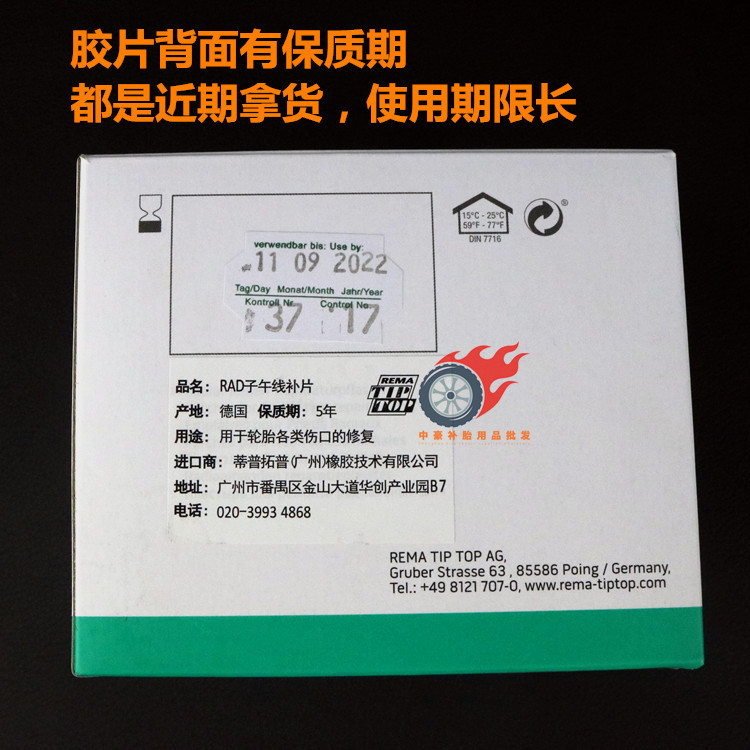 胶片背面有保质期
都是近期拿货，使用期限长
15°C - 25°C
59°F - 77°F
DIN 7716
®
verwendbar bis: Use by:
11 09 2022
Tag/Day Monat/Month Jahr/Year
Kontroll Nr. Control No.
37 17
品名：RAD子午线补片
产地：德国 保质期：5年
用途：用于轮胎各类伤口的修复
进口商：蒂普拓普(广州)橡胶技术有限公司
地址：广州市番禺区金山大道华创产业园B7
电话：020-3993 4868
REMA
TIP
TOP
中豪补胎用品批发
REMA TIP TOP AG,
Gruber Strasse 63 , 85586 Poing / Germany,
Tel.: +49 8121 707-0, www.rema-tiptop.com